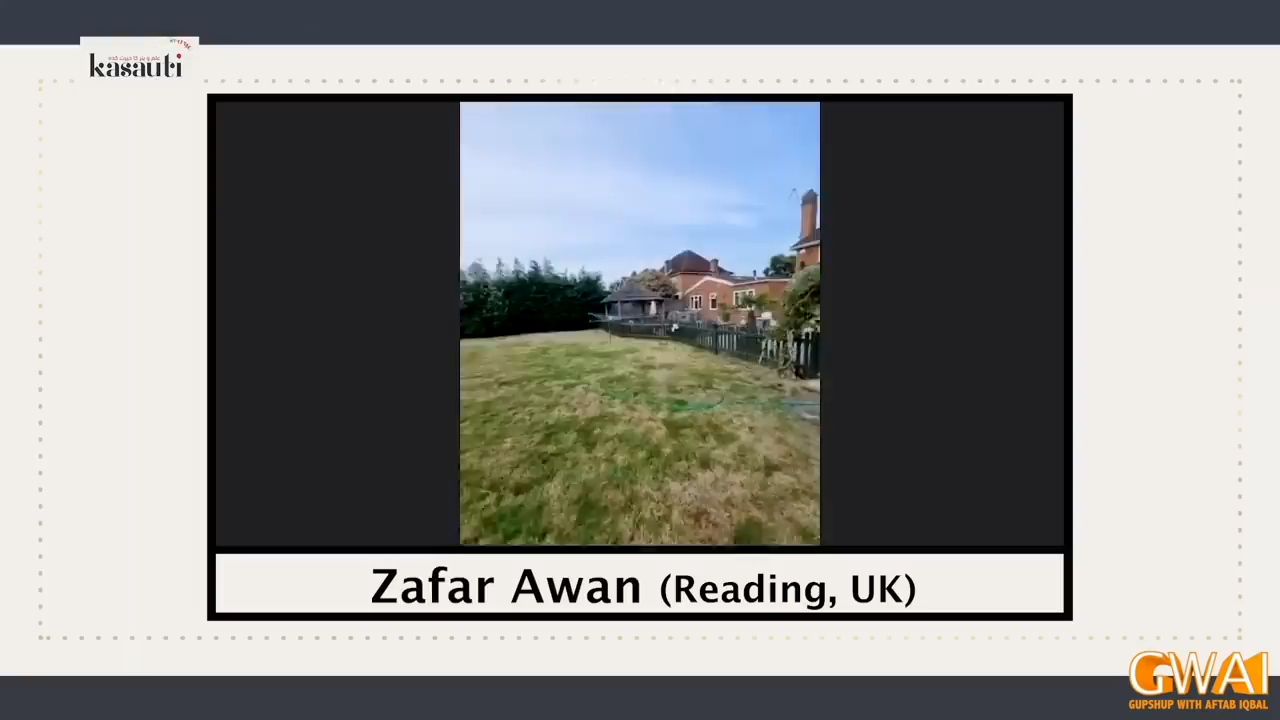 kasauti
Zafar Awan (Reading, UK)
GWAI
GUPSHUP WITH AFTAB IQBAL